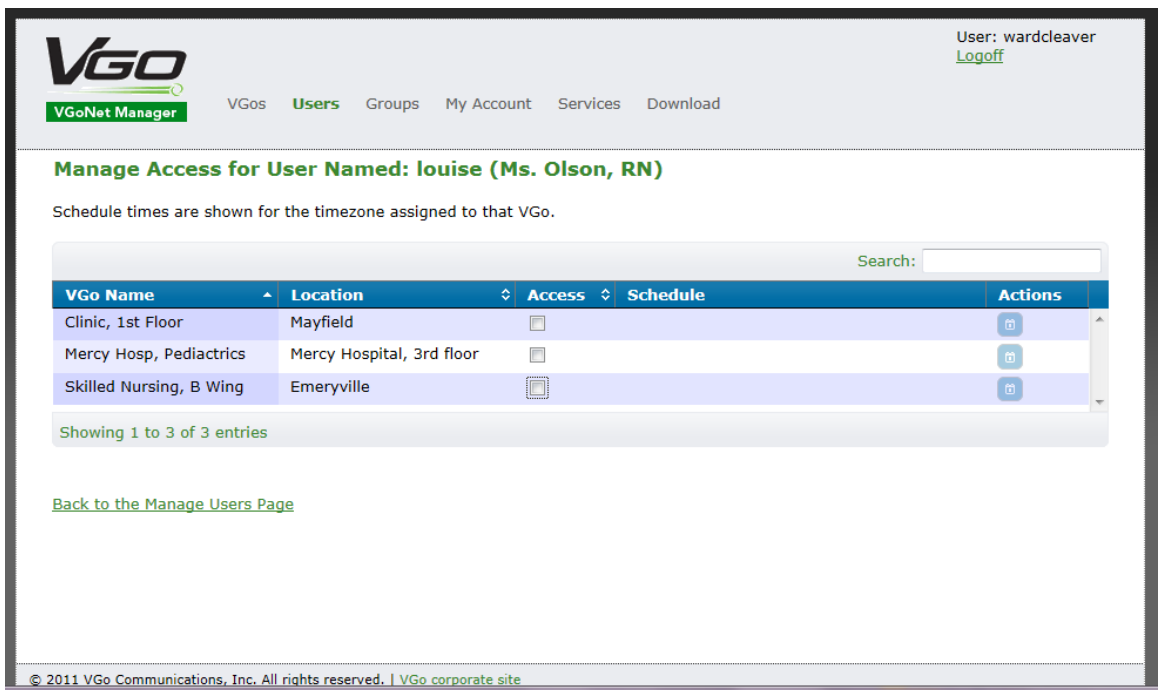 User: wardcleaver
Logoff
VGO
VGoNet Manager
VGos Users Groups My Account Services Download
Manage Access for User Named: louise (Ms. Olson, RN)
Schedule times are shown for the timezone assigned to that VGo.
Search:
VGo Name Location Access Schedule Actions
Clinic, 1st Floor Mayfield
Mercy Hosp, Pediactrics Mercy Hospital, 3rd floor
Skilled Nursing, B Wing Emeryville
Showing 1 to 3 of 3 entries
Back to the Manage Users Page
© 2011 VGo Communications, Inc. All rights reserved. | VGo corporate site